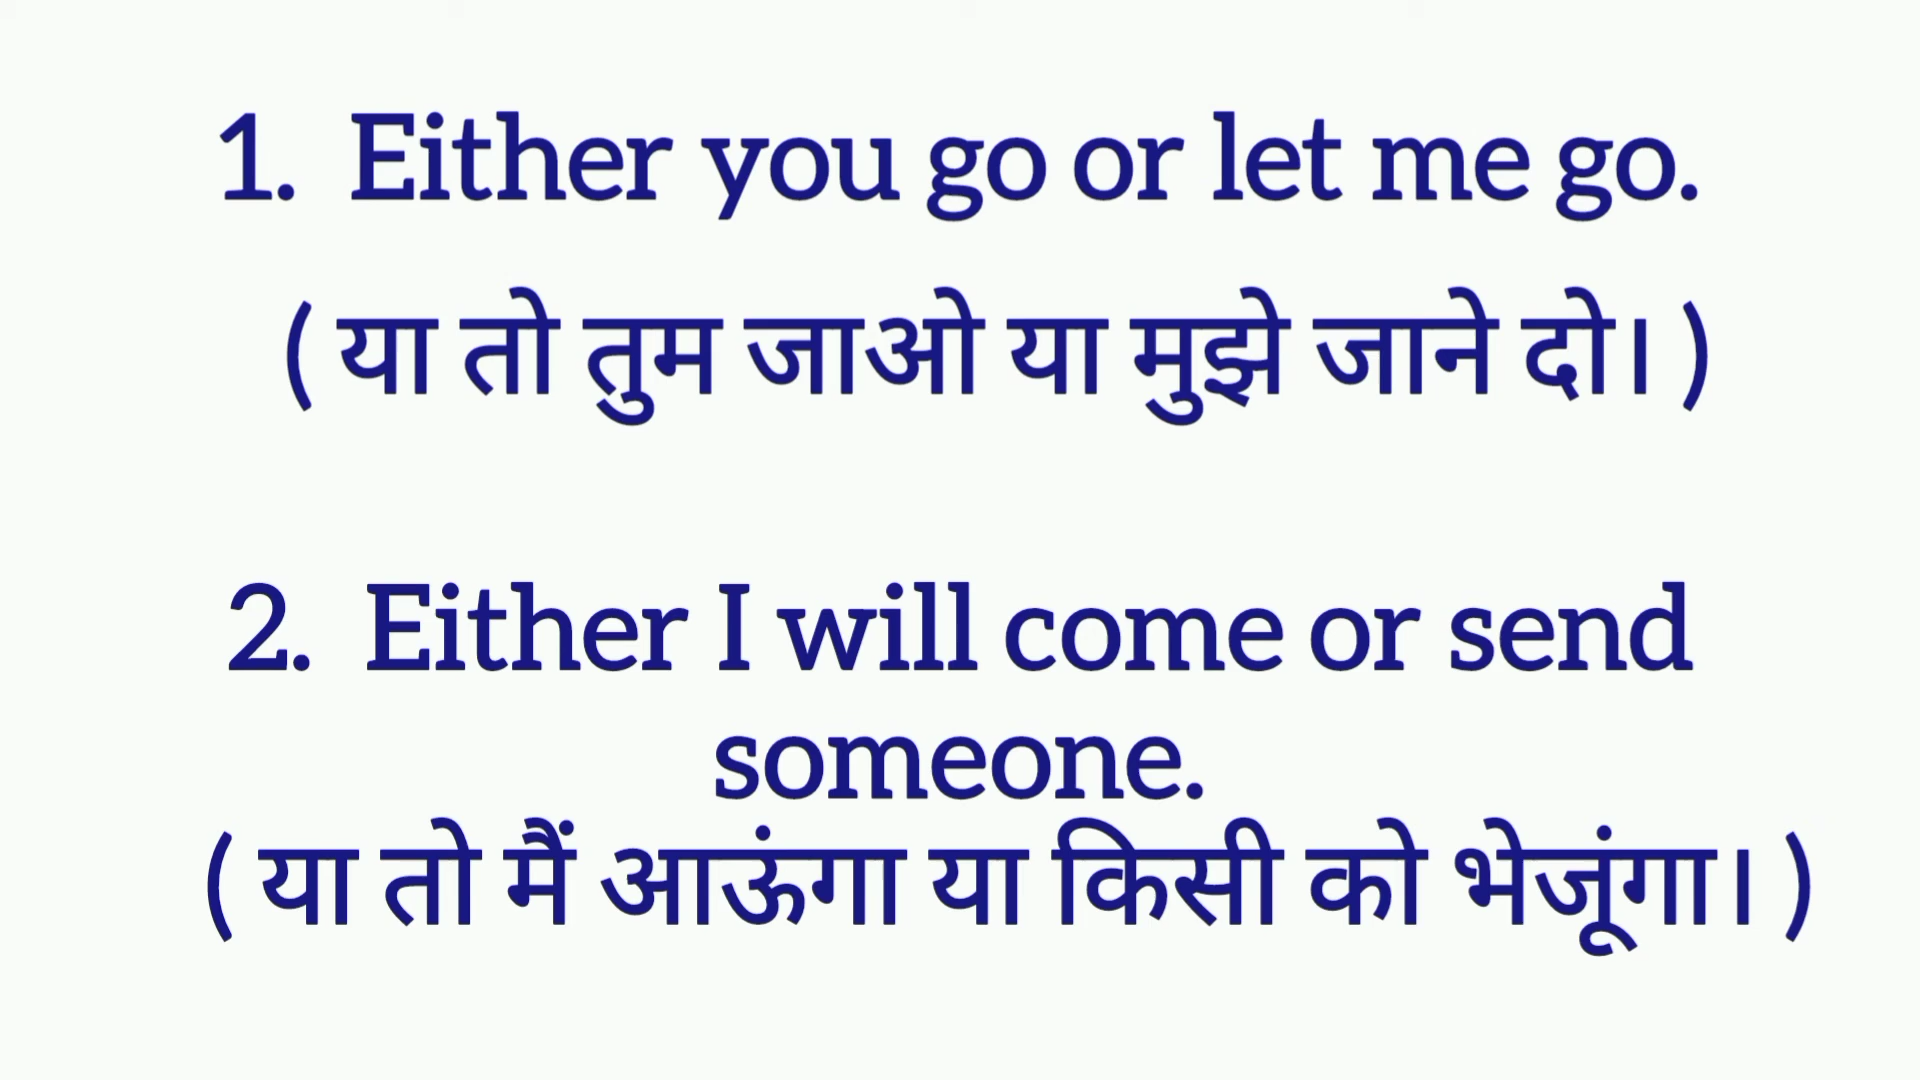 1. Either you go or let me go.
( या तो तुम जाओ या मुझे जाने दो। )
2. Either I will come or send
someone.
( या तो मैं आऊंगा या किसी को भेजूंगा। )